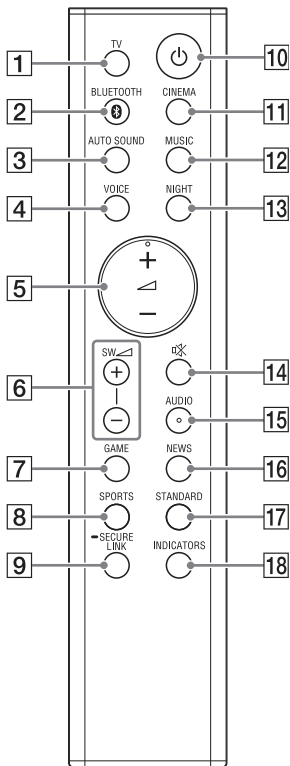 TV
1
10
BLUETOOTH
CINEMA
2
11
AUTO SOUND
MUSIC
3
12
VOICE
NIGHT
4
13
+
5
−
SW
6
+
−
14
AUDIO
15
GAME
NEWS
7
16
SPORTS
STANDARD
8
17
SECURE
LINK
INDICATORS
9
18